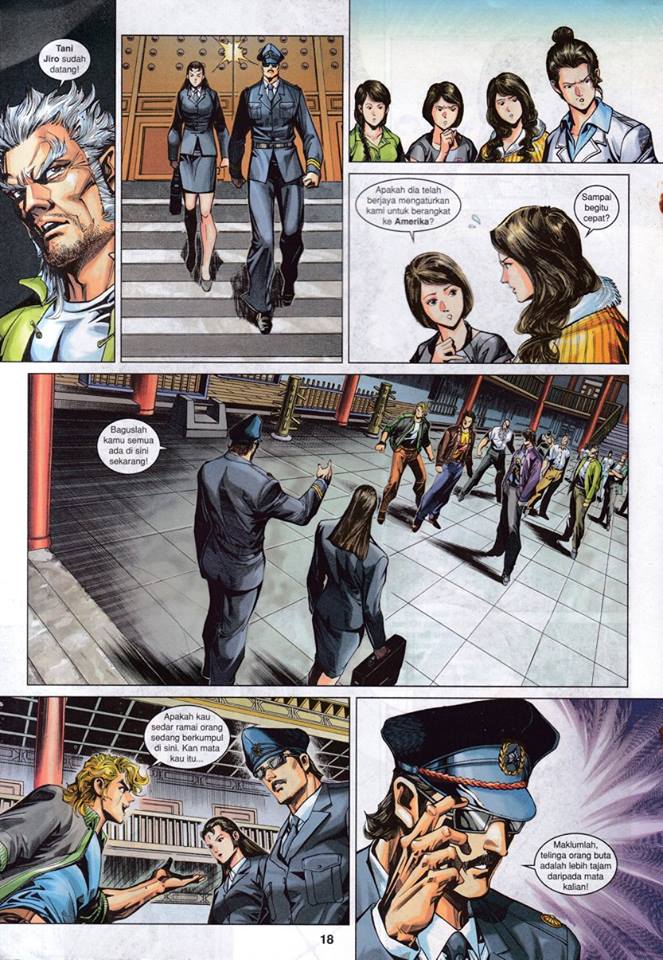 Tani
Jiro sudah
datang!
Apakah dia telah
berjaya mengaturkan
kami untuk berangkat
ke Amerika?
Sampai
begitu
cepat?
Baguslah
kamu semua
ada di sini
sekarang!
Apakah kau
sedar ramai orang
sedang berkumpul
di sini. Kan mata
kau itu...
Maklumlah,
telinga orang buta
adalah lebih tajam
daripada mata
kalian!
18